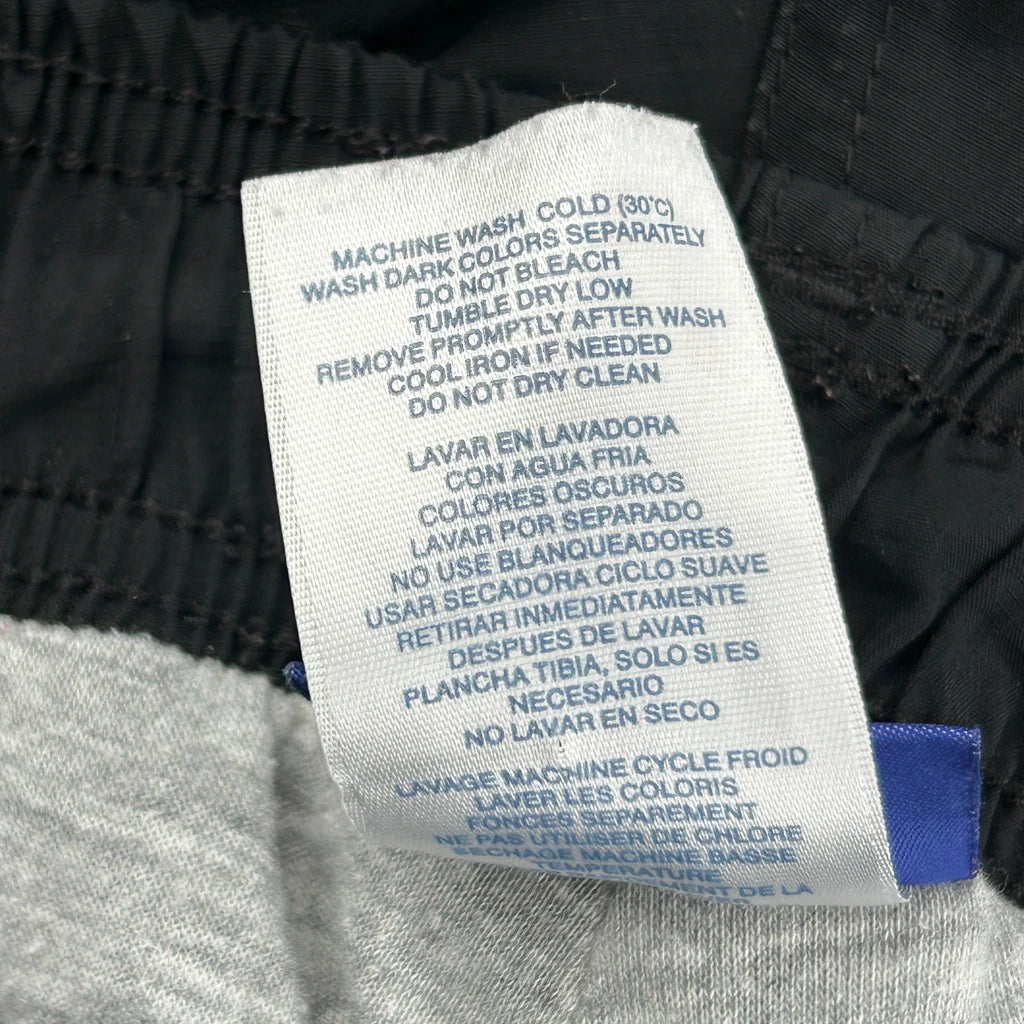 MACHINE WASH COLD (30°C)
WASH DARK COLORS SEPARATELY
DO NOT BLEACH
TUMBLE DRY LOW
REMOVE PROMPTLY AFTER WASH
COOL IRON IF NEEDED
DO NOT DRY CLEAN
LAVAR EN LAVADORA
CON AGUA FRIA
COLORES OSCUROS
LAVAR POR SEPARADO
NO USE BLANQUEADORES
USAR SECADORA CICLO SUAVE
RETIRAR INMEDIATAMENTE
DESPUES DE LAVAR
PLANCHA TIBIA, SOLO SI ES
NECESARIO
NO LAVAR EN SECO
LAVAGE MACHINE CYCLE FROID
LAVER LES COLORIS
FONCES SEPAREMENT
NE PAS UTILISER DE CHLORE
SECHAGE MACHINE BASSE
TEMPERATURE
DE LA